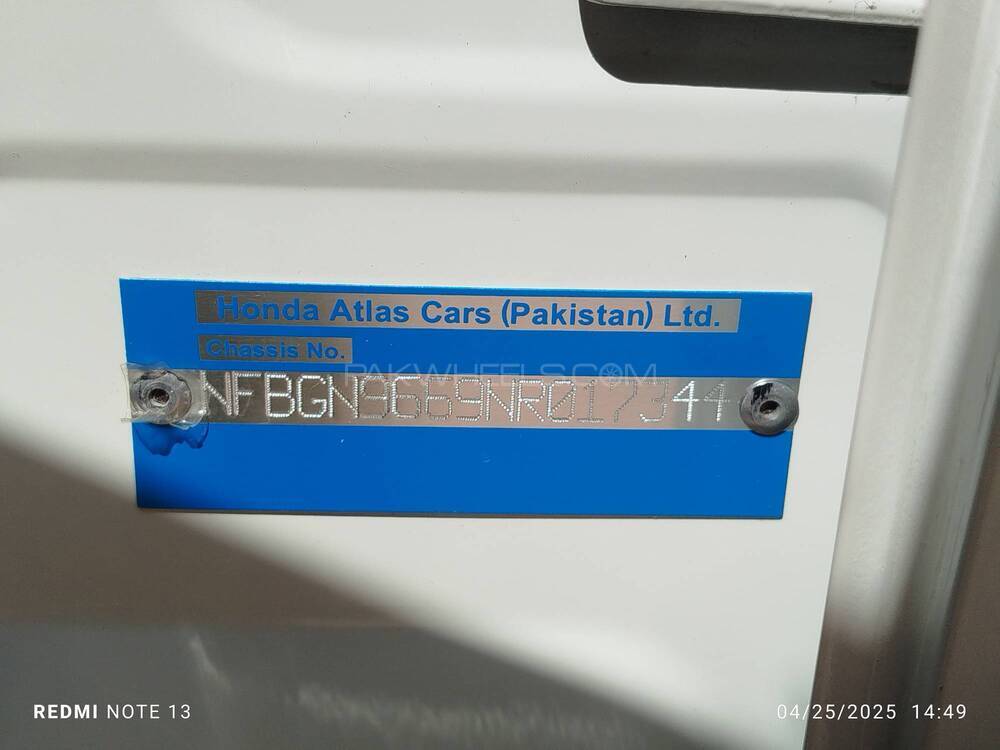 Honda Atlas Cars (Pakistan) Ltd.
Chassis No.
PAKWHEELS.COM
NFBGN9669NR017344
REDMI NOTE 13
04/25/2025 14:49